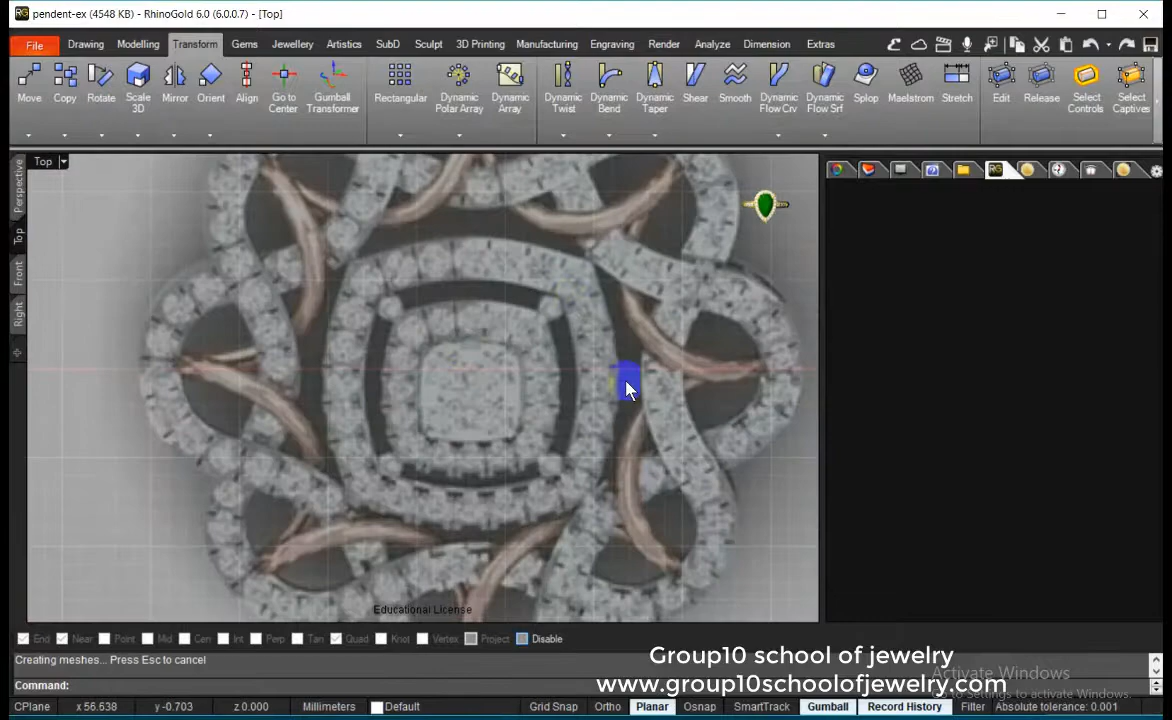 pendent-ex (4548 KB) - RhinoGold 6.0 (6.0.0.7) - [Top]
File Drawing Modelling Transform Gems Jewellery Artistics SubD Sculpt 3D Printing Manufacturing Engraving Render Analyze Dimension Extras
Move Copy Rotate Scale 3D Mirror Orient Align Go to Center Gumball Transformer Rectangular Dynamic Polar Array Dynamic Array Dynamic Twist Dynamic Bend Dynamic Taper Shear Smooth Dynamic Flow Crv Dynamic Flow Srf Splop Maelstrom Stretch Edit Release Select Controls Select Captives
Top
Perspective
Top
Front
Right
Educational License
End Near Point Mid Cen Int Perp Tan Quad Knot Vertex Project Disable
Creating meshes... Press Esc to cancel
Group10 school of jewelry
Activate Windows
Command:
www.group10schoolofjewelry.com
to Settings to activate Windows.
CPlane x 56.638 y -0.703 z 0.000 Millimeters Default Grid Snap Ortho Planar Osnap SmartTrack Gumball Record History Filter Absolute tolerance: 0.001